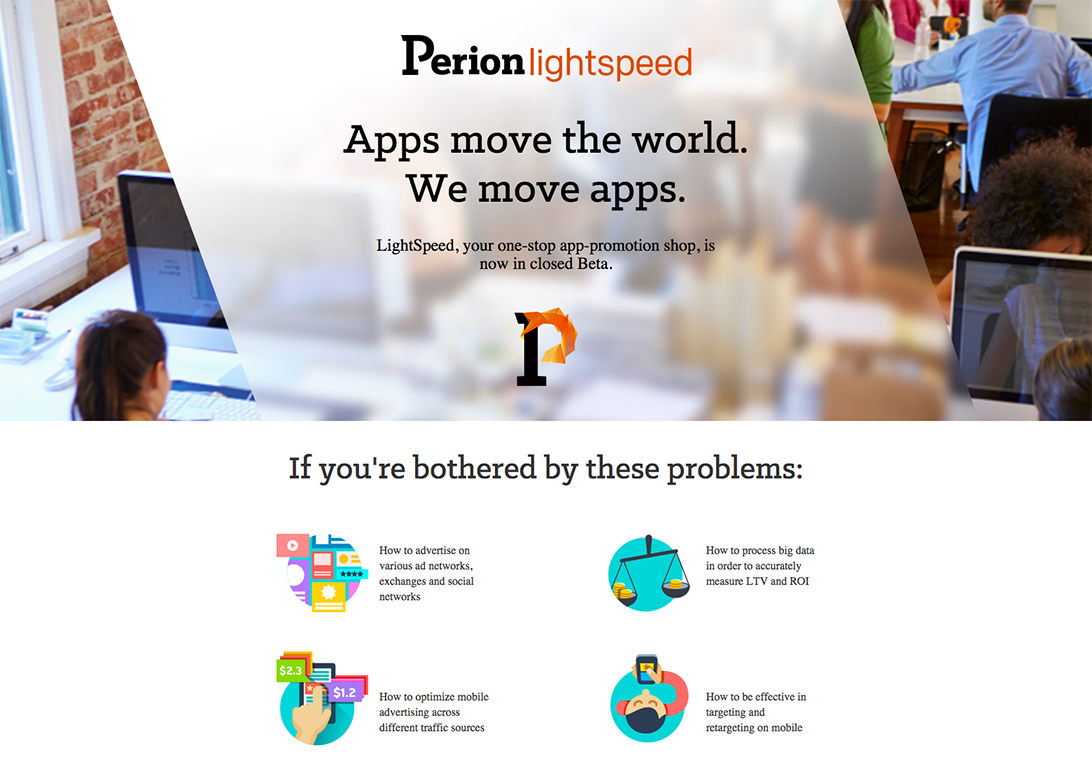 Perion lightspeed
Apps move the world.
We move apps.
LightSpeed, your one-stop app-promotion shop, is
now in closed Beta.
P
If you're bothered by these problems:
How to advertise on
various ad networks,
exchanges and social
networks
How to process big data
in order to accurately
measure LTV and ROI
$2.3
$1.2
How to optimize mobile
advertising across
different traffic sources
How to be effective in
targeting and
retargeting on mobile